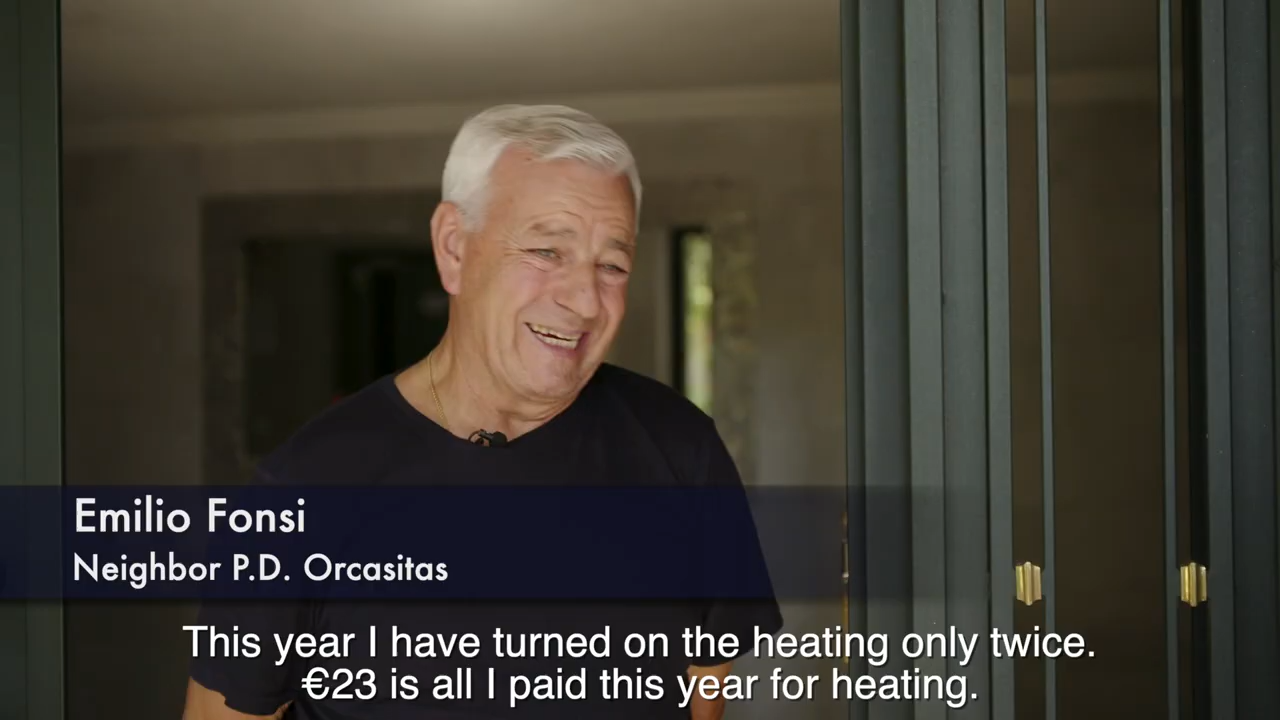 Emilio Fonsi
Neighbor P.D. Orcasitas
This year I have turned on the heating only twice.
€23 is all I paid this year for heating.